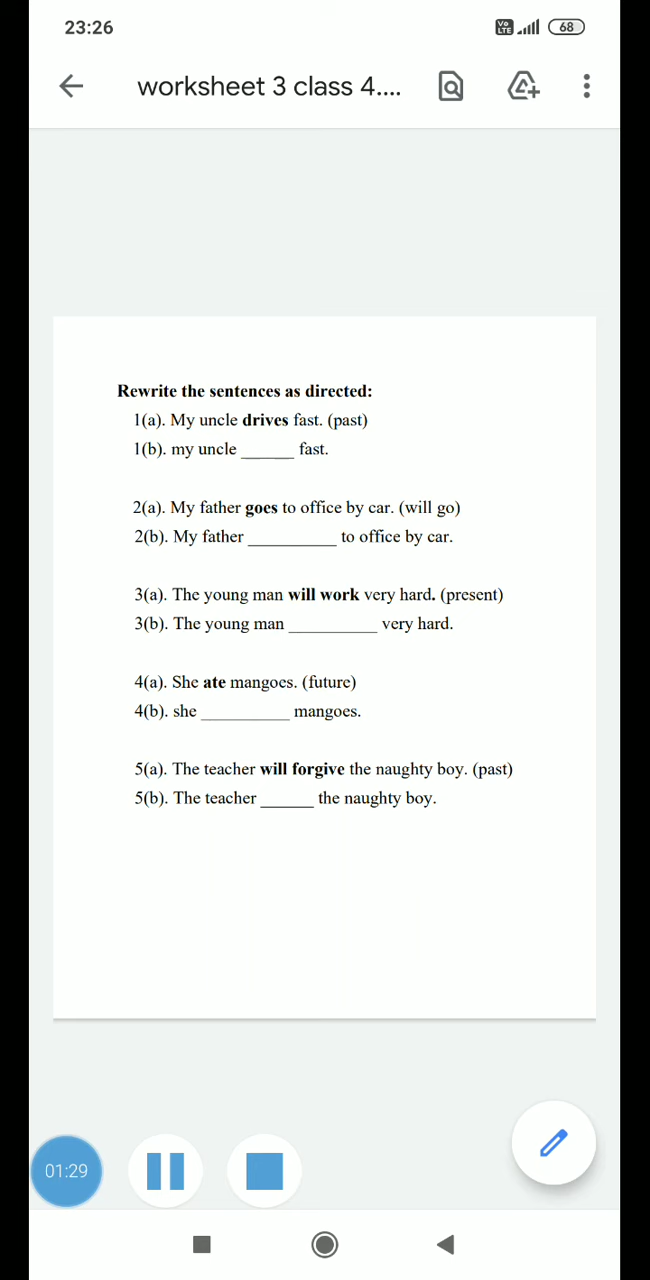 23:26
Vo LTE 68
worksheet 3 class 4....
Rewrite the sentences as directed:
1(a). My uncle drives fast. (past)
1(b). my uncle ______ fast.
2(a). My father goes to office by car. (will go)
2(b). My father __________ to office by car.
3(a). The young man will work very hard. (present)
3(b). The young man __________ very hard.
4(a). She ate mangoes. (future)
4(b). she __________ mangoes.
5(a). The teacher will forgive the naughty boy. (past)
5(b). The teacher ______ the naughty boy.
01:29